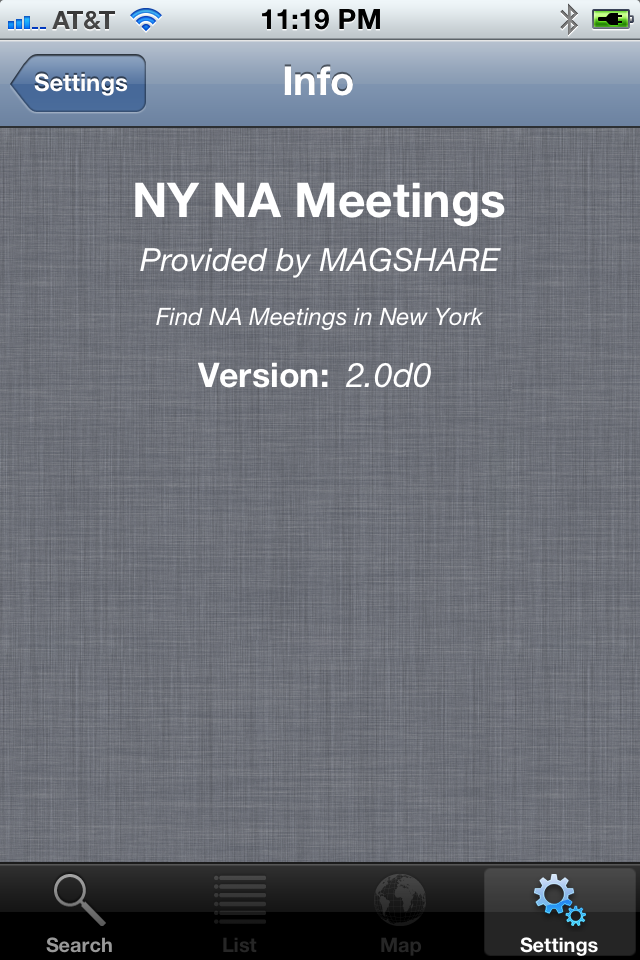 AT&T 11:19 PM
Settings Info
NY NA Meetings
Provided by MAGSHARE
Find NA Meetings in New York
Version: 2.0d0
Search List Map Settings